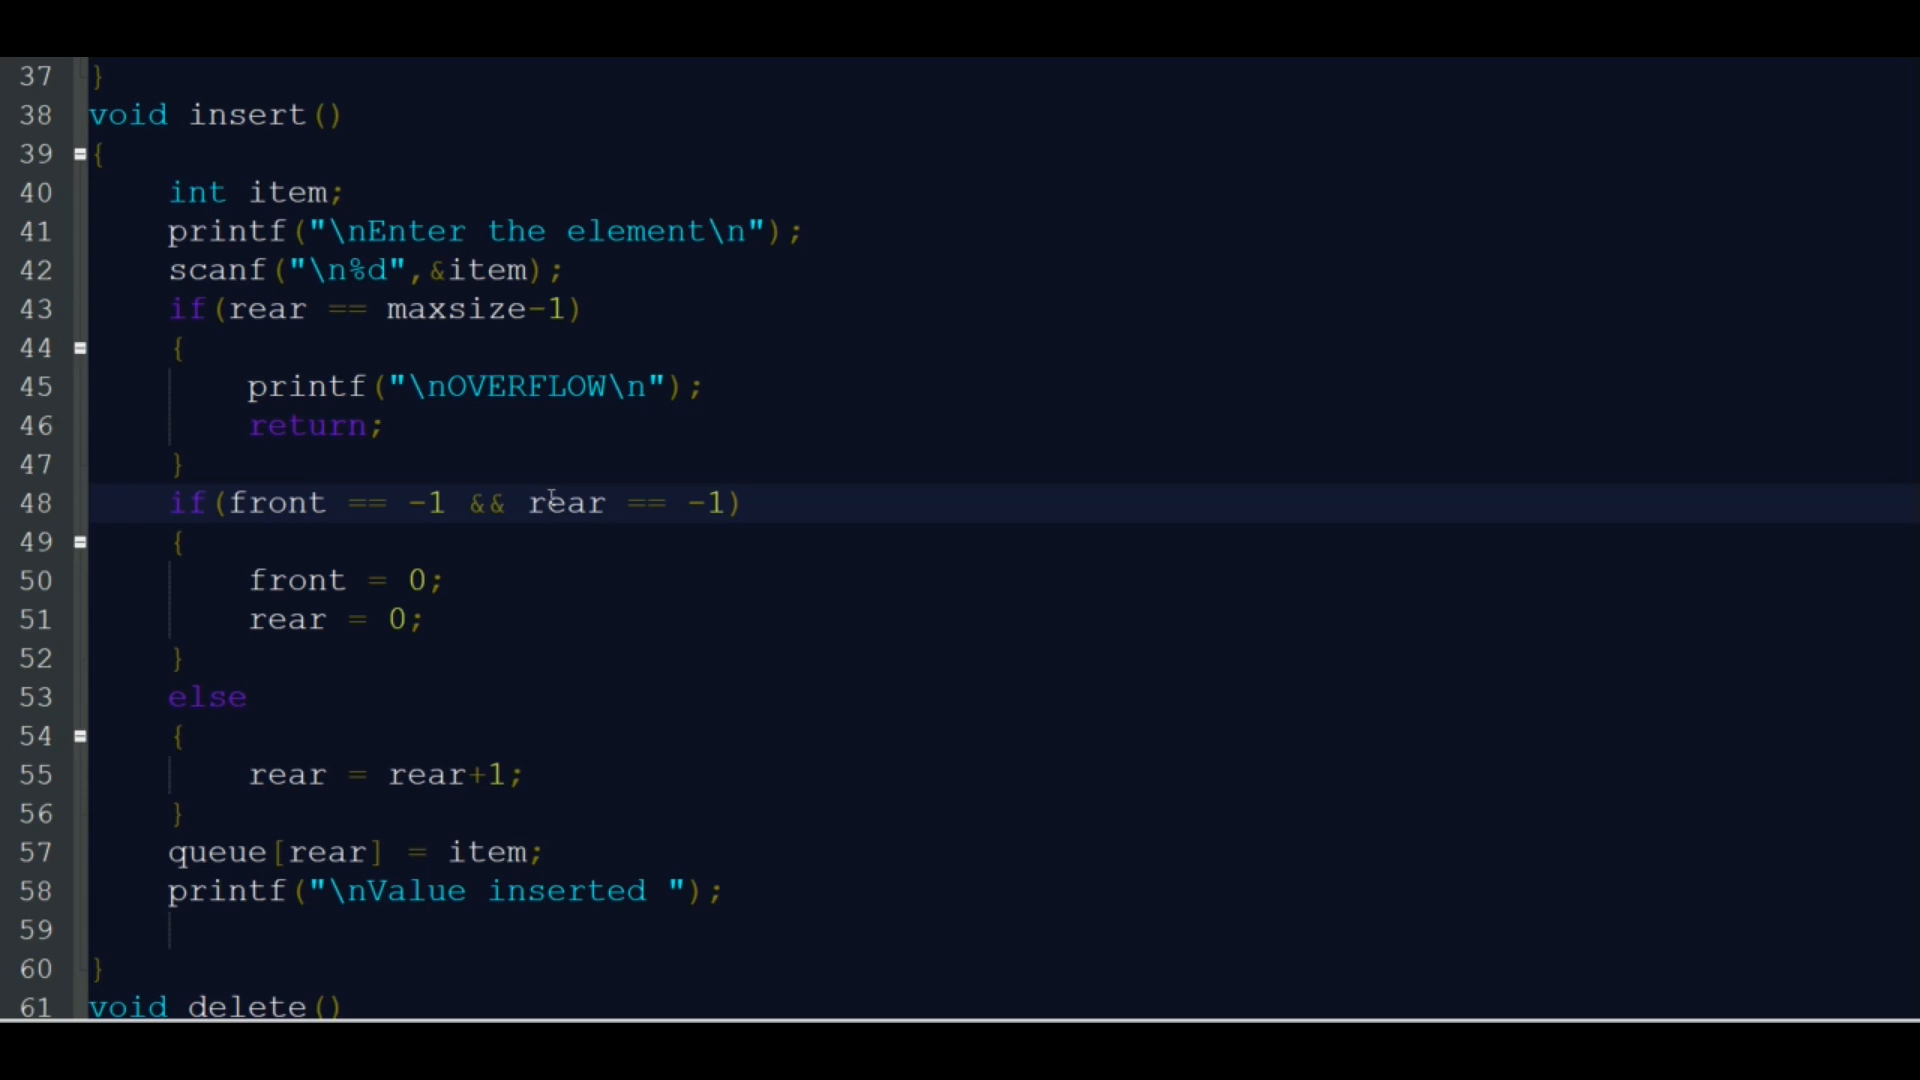 37 }
38 void insert()
39 {
40 int item;
41 printf("\nEnter the element\n");
42 scanf("\n%d",&item);
43 if(rear == maxsize-1)
44 {
45 printf("\nOVERFLOW\n");
46 return;
47 }
48 if(front == -1 && rear == -1)
49 {
50 front = 0;
51 rear = 0;
52 }
53 else
54 {
55 rear = rear+1;
56 }
57 queue[rear] = item;
58 printf("\nValue inserted ");
59
60 }
61 void delete()